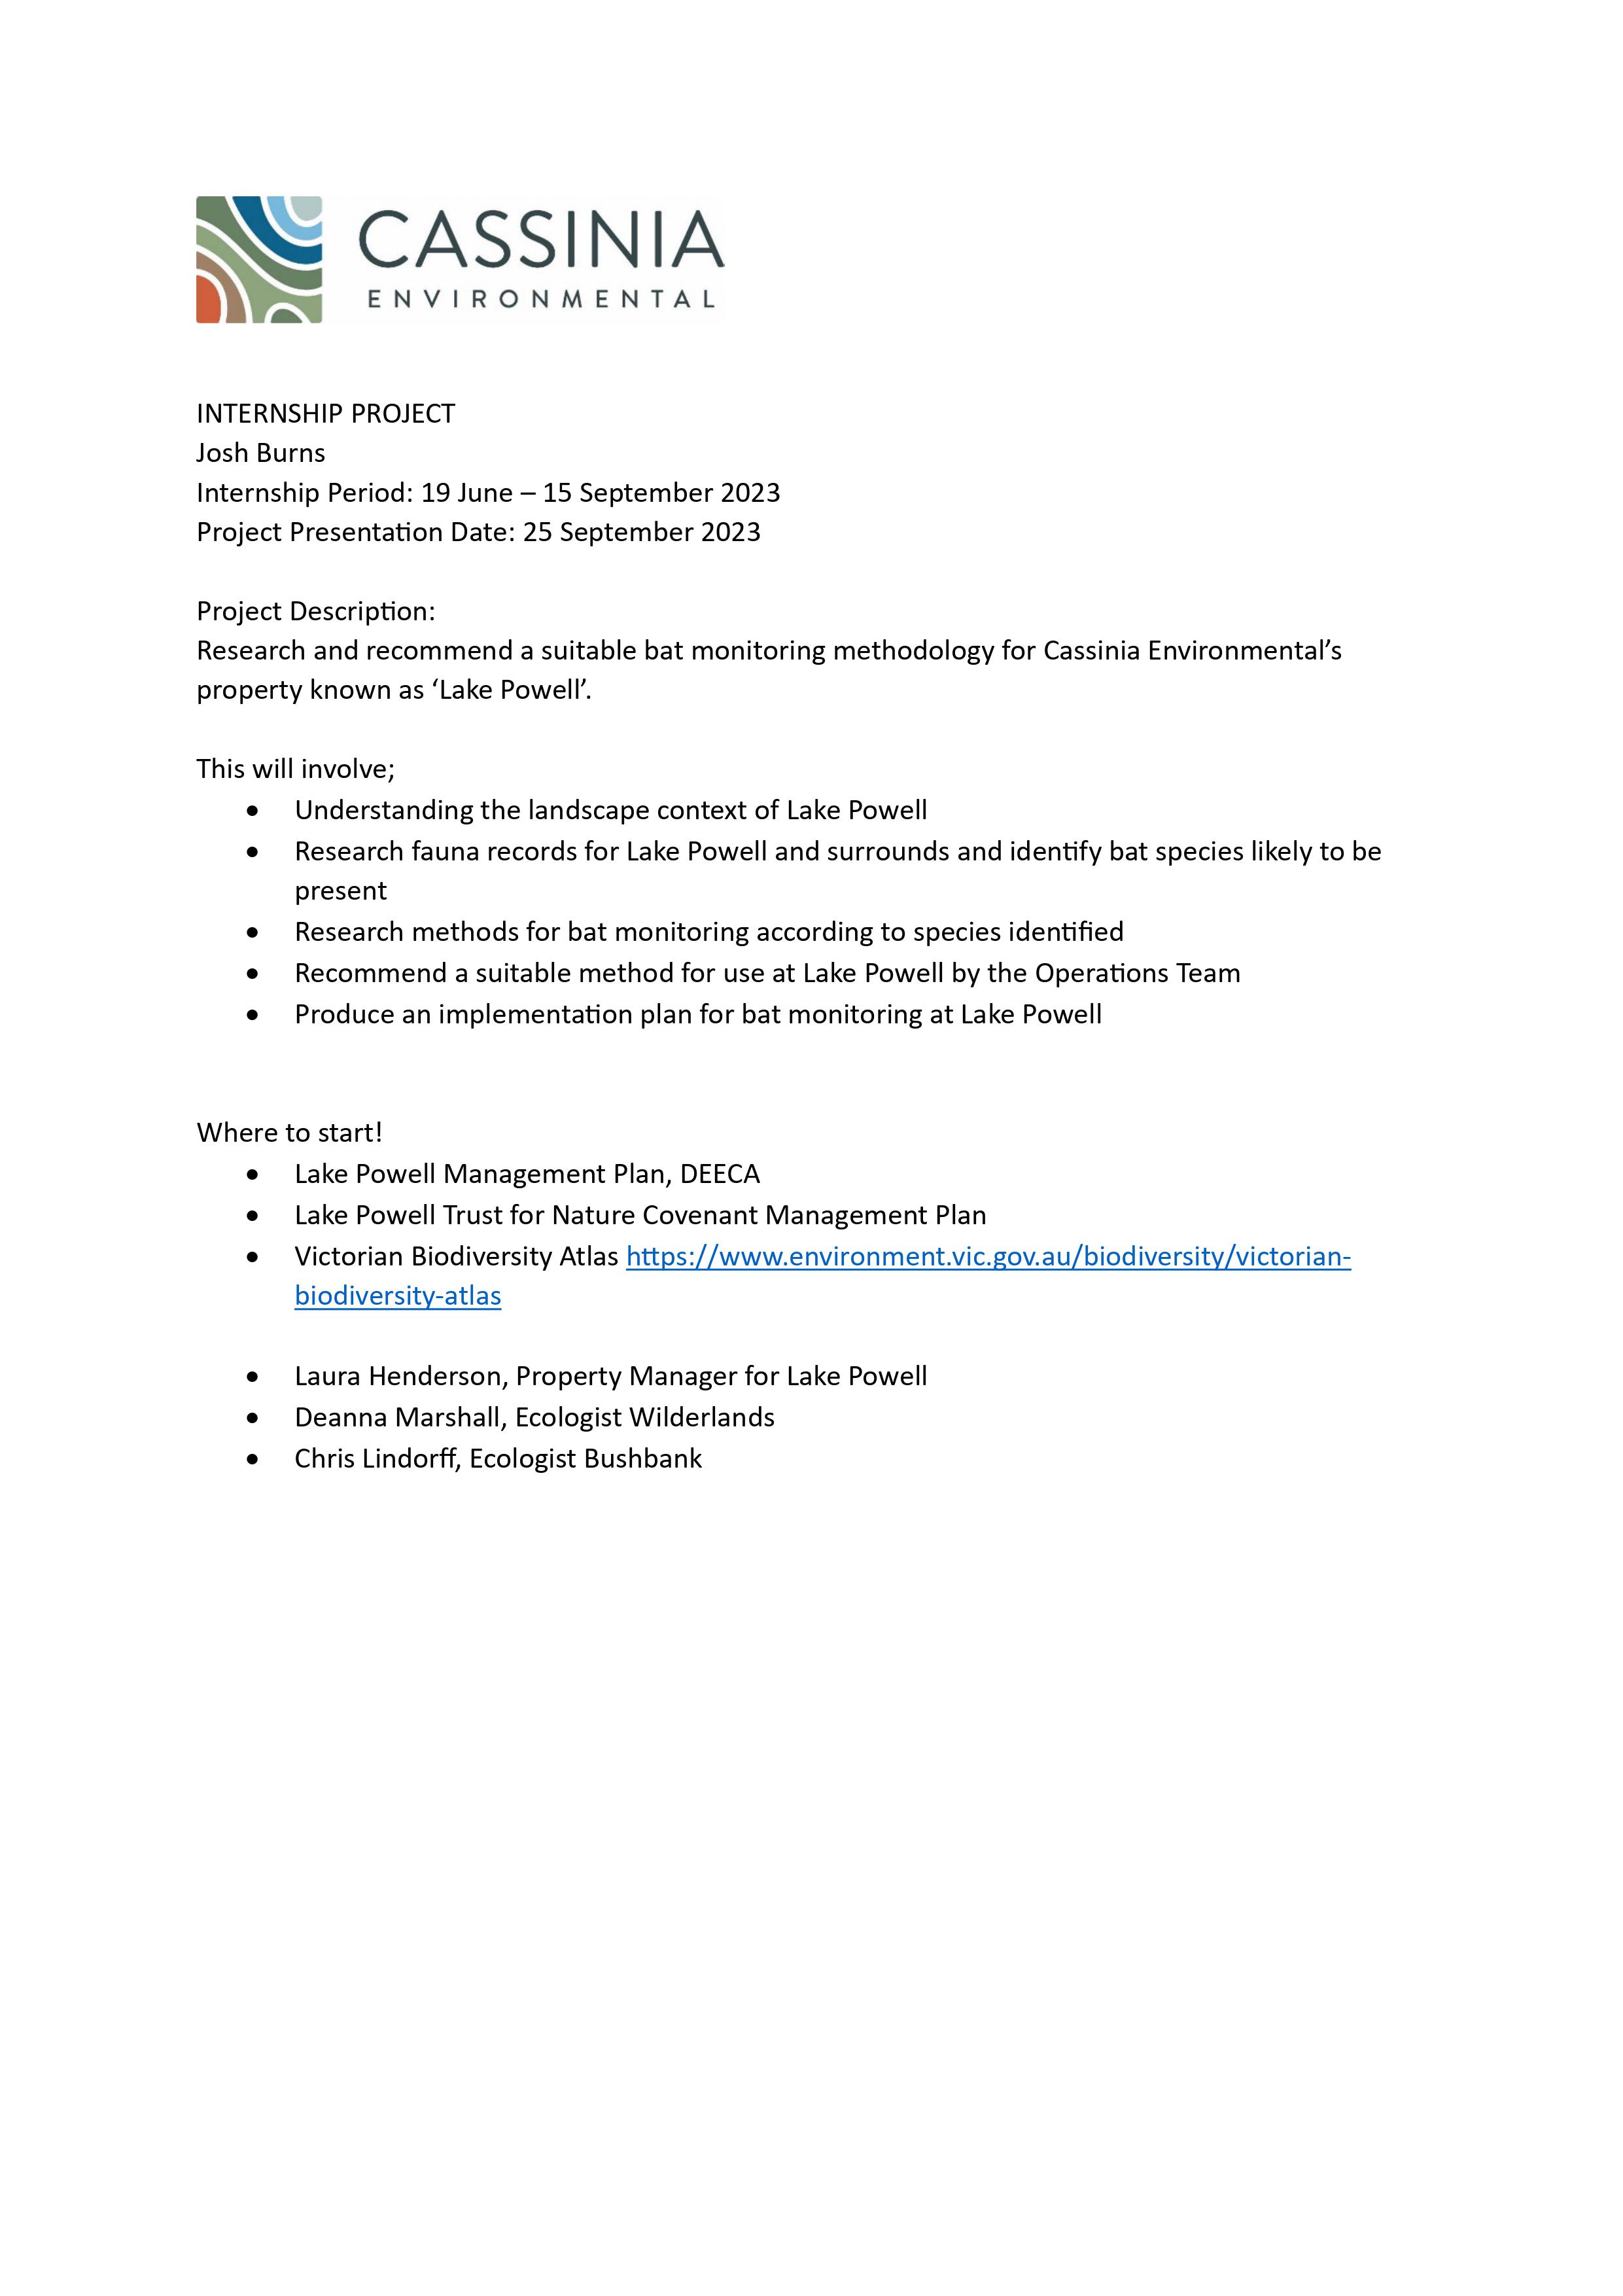 CASSINIA
ENVIRONMENTAL
INTERNSHIP PROJECT
Josh Burns
Internship Period: 19 June – 15 September 2023
Project Presentation Date: 25 September 2023
Project Description:
Research and recommend a suitable bat monitoring methodology for Cassinia Environmental’s
property known as ‘Lake Powell’.
This will involve;
• Understanding the landscape context of Lake Powell
• Research fauna records for Lake Powell and surrounds and identify bat species likely to be
present
• Research methods for bat monitoring according to species identified
• Recommend a suitable method for use at Lake Powell by the Operations Team
• Produce an implementation plan for bat monitoring at Lake Powell
Where to start!
• Lake Powell Management Plan, DEECA
• Lake Powell Trust for Nature Covenant Management Plan
• Victorian Biodiversity Atlas https://www.environment.vic.gov.au/biodiversity/victorian-
biodiversity-atlas
• Laura Henderson, Property Manager for Lake Powell
• Deanna Marshall, Ecologist Wilderlands
• Chris Lindorff, Ecologist Bushbank